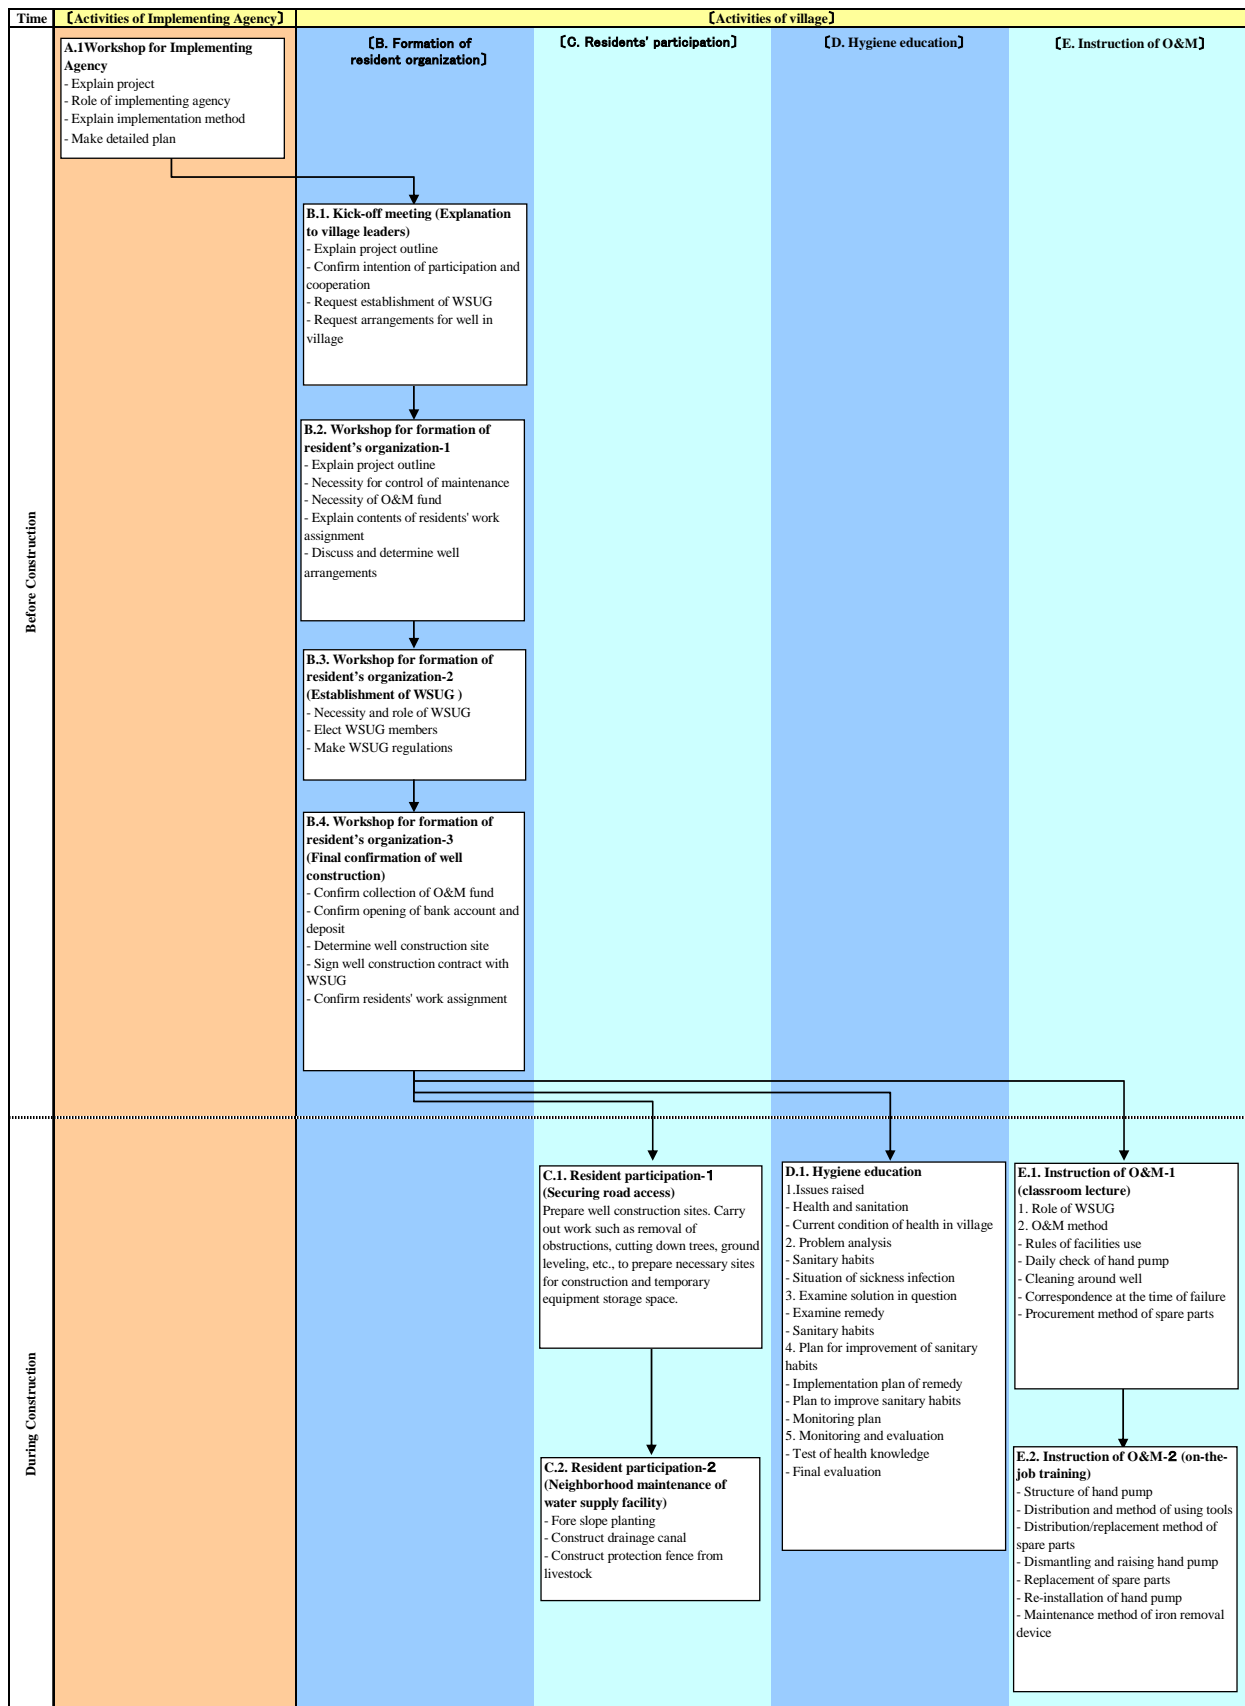 Time
〔Activities of Implementing Agency〕
〔Activities of village〕
〔B. Formation of
resident organization〕
〔C. Residents' participation〕
〔D. Hygiene education〕
〔E. Instruction of O&M〕
Before Construction
A.1Workshop for Implementing
Agency
- Explain project
- Role of implementing agency
- Explain implementation method
- Make detailed plan
B.1. Kick-off meeting (Explanation
to village leaders)
- Explain project outline
- Confirm intention of participation and
cooperation
- Request establishment of WSUG
- Request arrangements for well in
village
B.2. Workshop for formation of
resident’s organization-1
- Explain project outline
- Necessity for control of maintenance
- Necessity of O&M fund
- Explain contents of residents' work
assignment
- Discuss and determine well
arrangements
B.3. Workshop for formation of
resident’s organization-2
(Establishment of WSUG )
- Necessity and role of WSUG
- Elect WSUG members
- Make WSUG regulations
B.4. Workshop for formation of
resident’s organization-3
(Final confirmation of well
construction)
- Confirm collection of O&M fund
- Confirm opening of bank account and
deposit
- Determine well construction site
- Sign well construction contract with
WSUG
- Confirm residents' work assignment
During Construction
C.1. Resident participation-1
(Securing road access)
Prepare well construction sites. Carry
out work such as removal of
obstructions, cutting down trees, ground
leveling, etc., to prepare necessary sites
for construction and temporary
equipment storage space.
C.2. Resident participation-2
(Neighborhood maintenance of
water supply facility)
- Fore slope planting
- Construct drainage canal
- Construct protection fence from
livestock
D.1. Hygiene education
1.Issues raised
- Health and sanitation
- Current condition of health in village
2. Problem analysis
- Sanitary habits
- Situation of sickness infection
3. Examine solution in question
- Examine remedy
- Sanitary habits
4. Plan for improvement of sanitary
habits
- Implementation plan of remedy
- Plan to improve sanitary habits
- Monitoring plan
5. Monitoring and evaluation
- Test of health knowledge
- Final evaluation
E.1. Instruction of O&M-1
(classroom lecture)
1. Role of WSUG
2. O&M method
- Rules of facilities use
- Daily check of hand pump
- Cleaning around well
- Correspondence at the time of failure
- Procurement method of spare parts
E.2. Instruction of O&M-2 (on-the-
job training)
- Structure of hand pump
- Distribution and method of using tools
- Distribution/replacement method of
spare parts
- Dismantling and raising hand pump
- Replacement of spare parts
- Re-installation of hand pump
- Maintenance method of iron removal
device